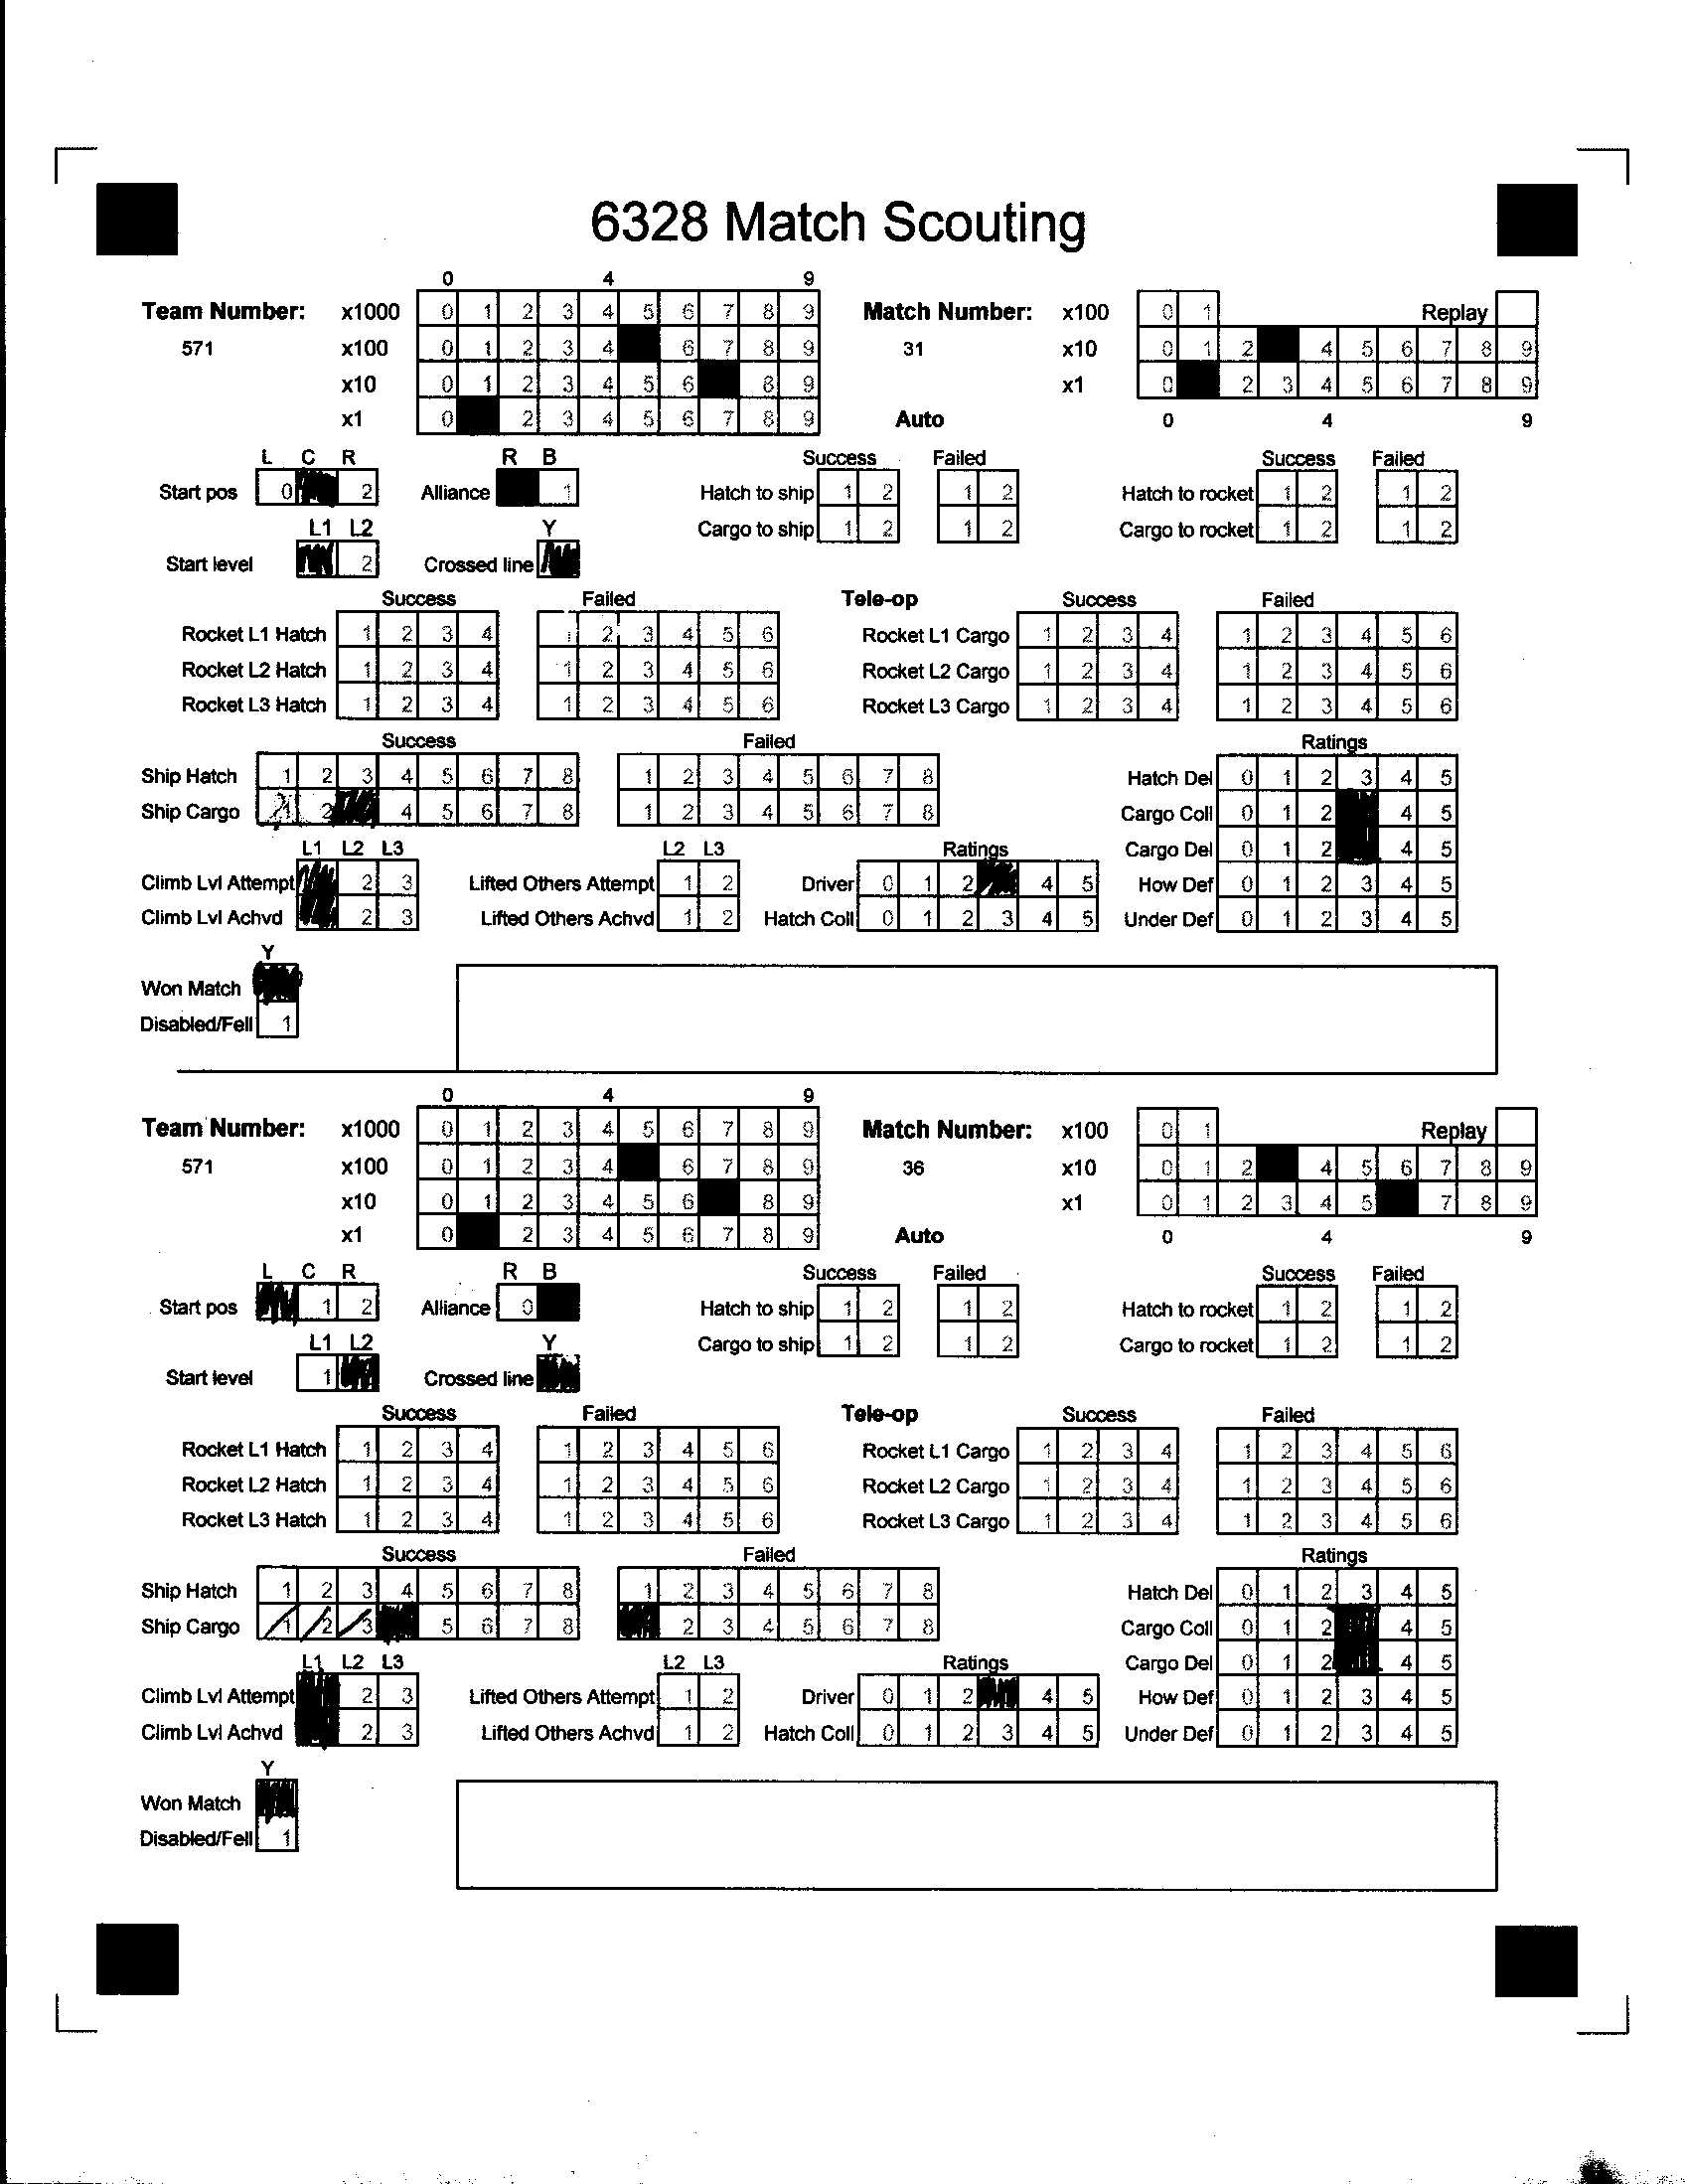 6328 Match Scouting
0 4 9
Team Number: x1000 0 1 2 3 4 5 6 7 8 9 Match Number: x100 0 1 Replay
571 x100 0 1 2 3 4 6 7 8 9 31 x10 0 1 2 4 5 6 7 8 9
x10 0 1 2 3 4 5 6 8 9 x1 0 2 3 4 5 6 7 8 9
x1 0 2 3 4 5 6 7 8 9 Auto 0 4 9
L C R R B Success Failed Success Failed
Start pos 0 2 Alliance 1 Hatch to ship 1 2 1 2 Hatch to rocket 1 2 1 2
L1 L2 Y Cargo to ship 1 2 1 2 Cargo to rocket 1 2 1 2
Start level 2 Crossed line
Success Failed Tele-op Success Failed
Rocket L1 Hatch 1 2 3 4 1 2 3 4 5 6 Rocket L1 Cargo 1 2 3 4 1 2 3 4 5 6
Rocket L2 Hatch 1 2 3 4 1 2 3 4 5 6 Rocket L2 Cargo 1 2 3 4 1 2 3 4 5 6
Rocket L3 Hatch 1 2 3 4 1 2 3 4 5 6 Rocket L3 Cargo 1 2 3 4 1 2 3 4 5 6
Success Failed Ratings
Ship Hatch 1 2 3 4 5 6 7 8 1 2 3 4 5 6 7 8 Hatch Del 0 1 2 3 4 5
Ship Cargo 1 2 4 5 6 7 8 1 2 3 4 5 6 7 8 Cargo Coll 0 1 2 4 5
L1 L2 L3 L2 L3 Ratings Cargo Del 0 1 2 4 5
Climb Lvl Attempt 2 3 Lifted Others Attempt 1 2 Driver 0 1 2 4 5 How Def 0 1 2 3 4 5
Climb Lvl Achvd 2 3 Lifted Others Achvd 1 2 Hatch Coll 0 1 2 3 4 5 Under Def 0 1 2 3 4 5
Y
Won Match
Disabled/Fell 1
0 4 9
Team Number: x1000 0 1 2 3 4 5 6 7 8 9 Match Number: x100 0 1 Replay
571 x100 0 1 2 3 4 6 7 8 9 36 x10 0 1 2 4 5 6 7 8 9
x10 0 1 2 3 4 5 6 8 9 x1 0 1 2 3 4 5 7 8 9
x1 0 2 3 4 5 6 7 8 9 Auto 0 4 9
L C R R B Success Failed Success Failed
Start pos 1 2 Alliance 0 Hatch to ship 1 2 1 2 Hatch to rocket 1 2 1 2
L1 L2 Y Cargo to ship 1 2 1 2 Cargo to rocket 1 2 1 2
Start level 1 Crossed line
Success Failed Tele-op Success Failed
Rocket L1 Hatch 1 2 3 4 1 2 3 4 5 6 Rocket L1 Cargo 1 2 3 4 1 2 3 4 5 6
Rocket L2 Hatch 1 2 3 4 1 2 3 4 5 6 Rocket L2 Cargo 1 2 3 4 1 2 3 4 5 6
Rocket L3 Hatch 1 2 3 4 1 2 3 4 5 6 Rocket L3 Cargo 1 2 3 4 1 2 3 4 5 6
Success Failed Ratings
Ship Hatch 1 2 3 4 5 6 7 8 1 2 3 4 5 6 7 8 Hatch Del 0 1 2 3 4 5
Ship Cargo 1 2 3 5 6 7 8 2 3 4 5 6 7 8 Cargo Coll 0 1 2 4 5
L1 L2 L3 L2 L3 Ratings Cargo Del 0 1 2 4 5
Climb Lvl Attempt 2 3 Lifted Others Attempt 1 2 Driver 0 1 2 4 5 How Def 0 1 2 3 4 5
Climb Lvl Achvd 2 3 Lifted Others Achvd 1 2 Hatch Coll 0 1 2 3 4 5 Under Def 0 1 2 3 4 5
Y
Won Match
Disabled/Fell 1